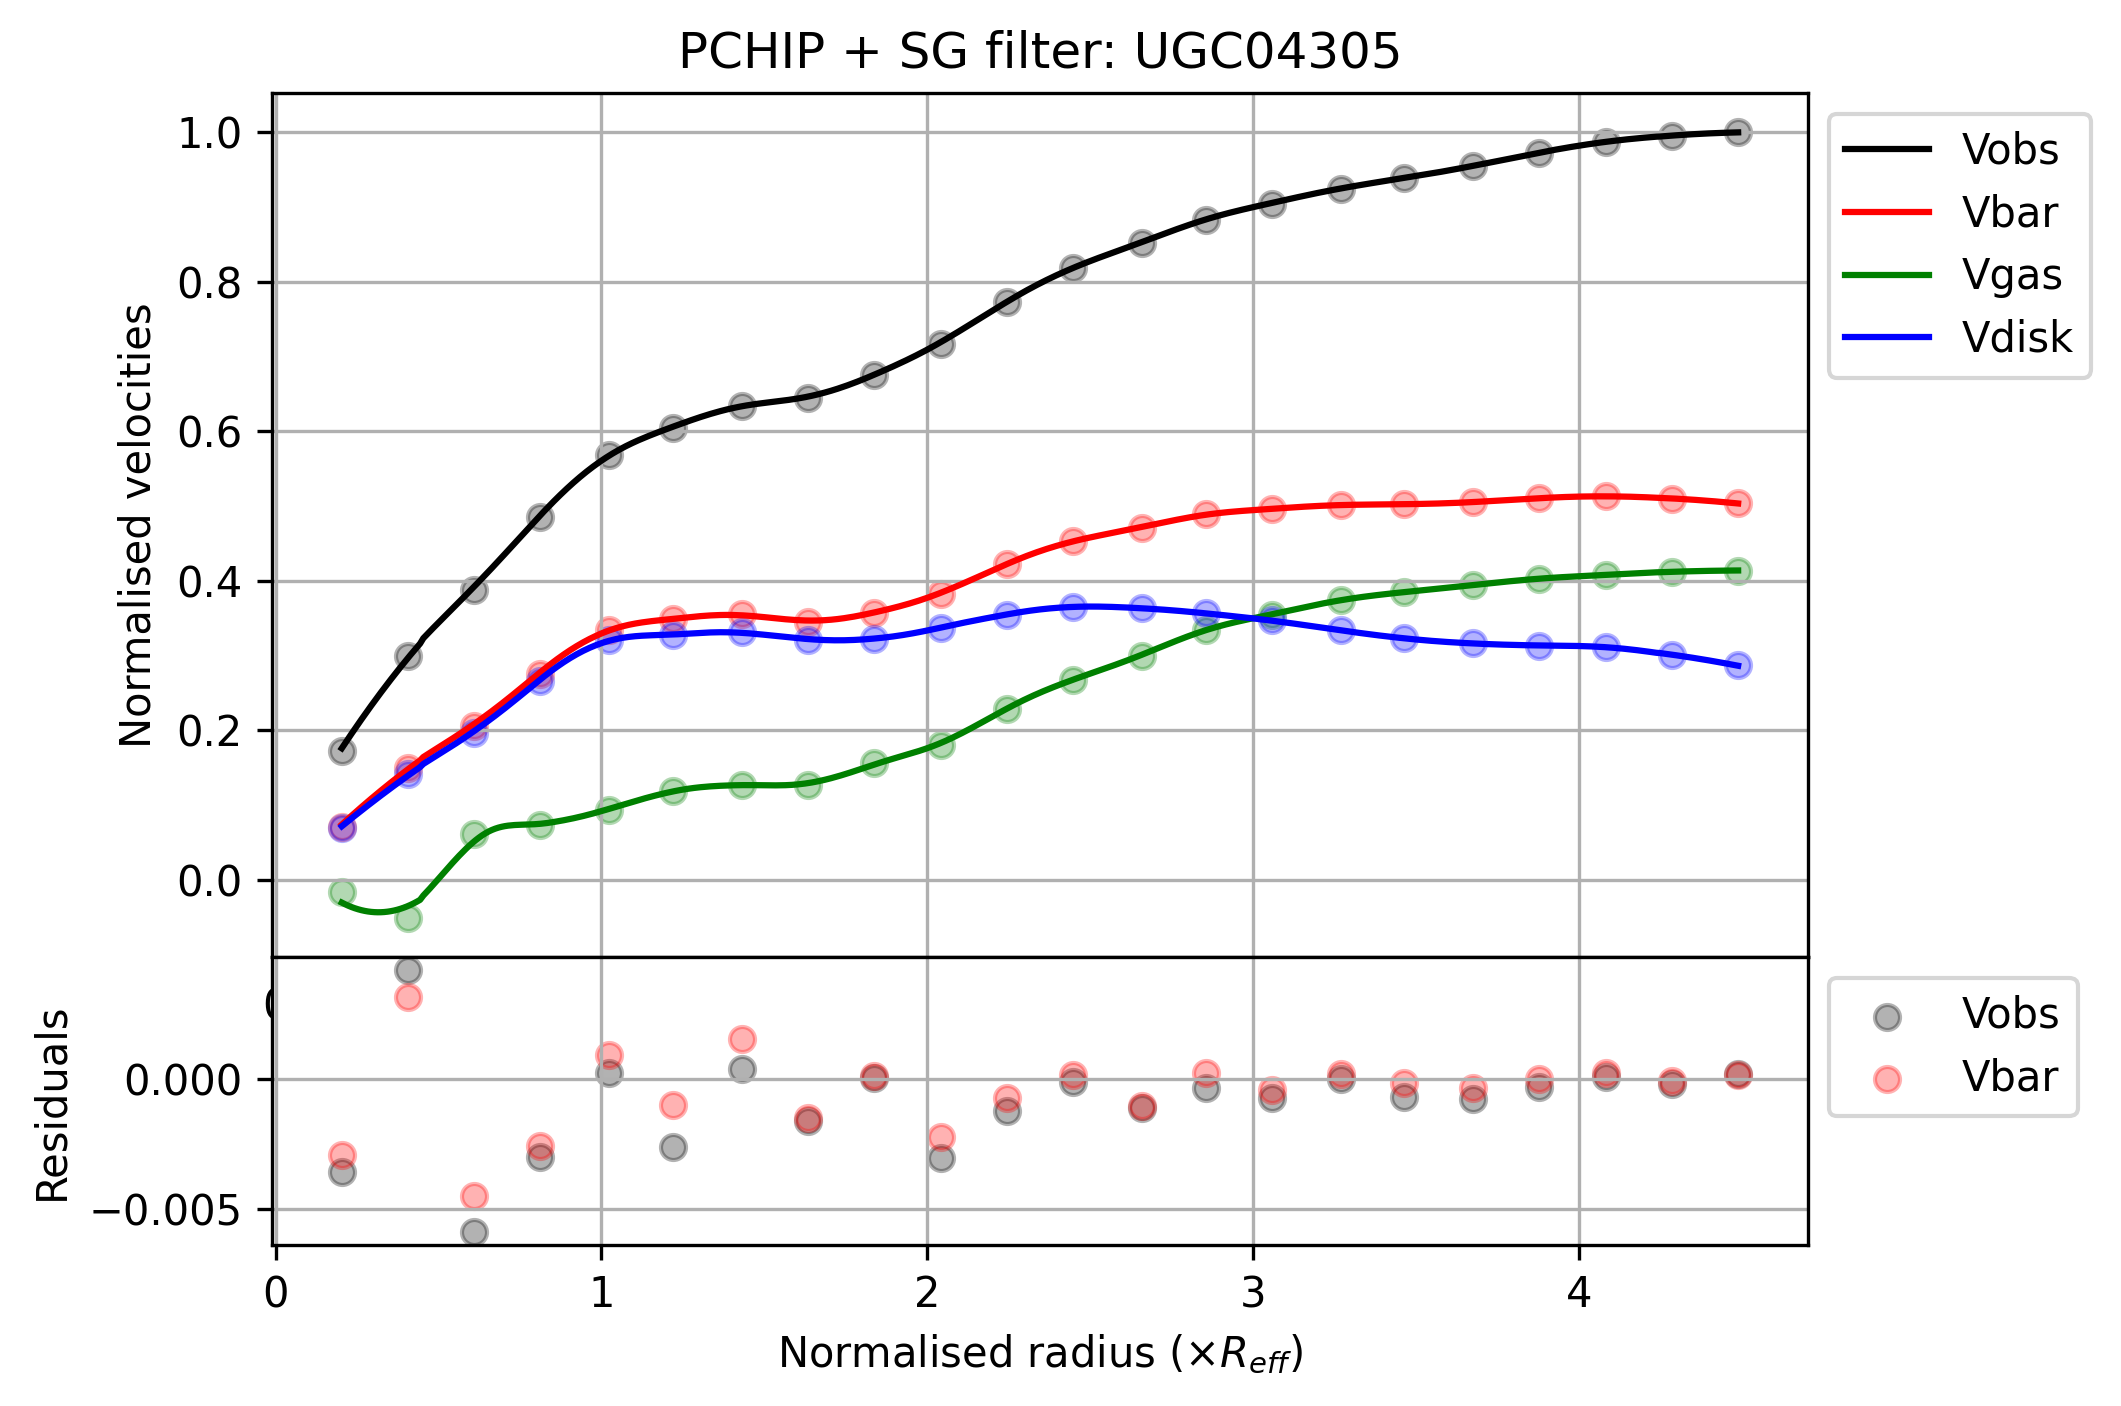 PCHIP + SG filter: UGC04305
Normalised velocities
1.0
0.8
0.6
0.4
0.2
0.0
Vobs
Vbar
Vgas
Vdisk
Residuals
0.000
−0.005
Vobs
Vbar
0 1 2 3 4
Normalised radius (×R_eff)